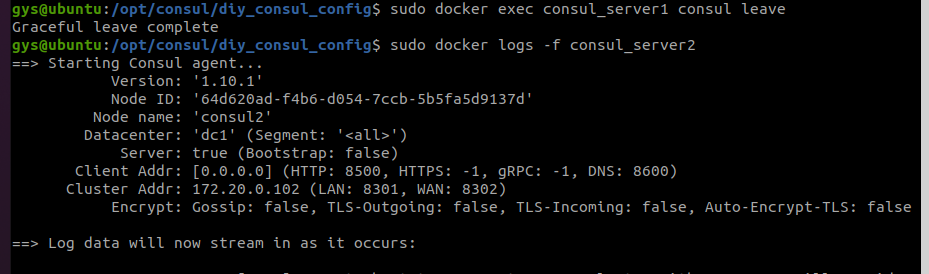 gys@ubuntu:/opt/consul/diy_consul_config$ sudo docker exec consul_server1 consul leave
Graceful leave complete
gys@ubuntu:/opt/consul/diy_consul_config$ sudo docker logs -f consul_server2
==> Starting Consul agent...
Version: '1.10.1'
Node ID: '64d620ad-f4b6-d054-7ccb-5b5fa5d9137d'
Node name: 'consul2'
Datacenter: 'dc1' (Segment: '<all>')
Server: true (Bootstrap: false)
Client Addr: [0.0.0.0] (HTTP: 8500, HTTPS: -1, gRPC: -1, DNS: 8600)
Cluster Addr: 172.20.0.102 (LAN: 8301, WAN: 8302)
Encrypt: Gossip: false, TLS-Outgoing: false, TLS-Incoming: false, Auto-Encrypt-TLS: false
==> Log data will now stream in as it occurs: